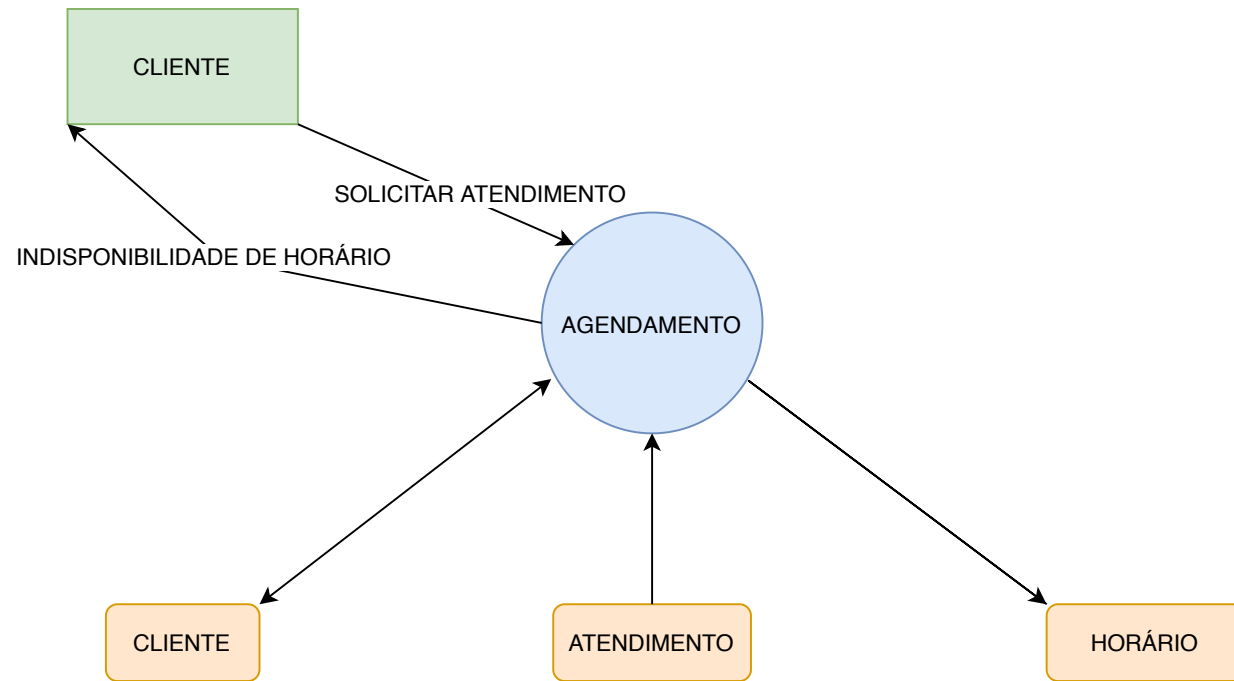 CLIENTE
SOLICITAR ATENDIMENTO
INDISPONIBILIDADE DE HORÁRIO
AGENDAMENTO
CLIENTE
ATENDIMENTO
HORÁRIO